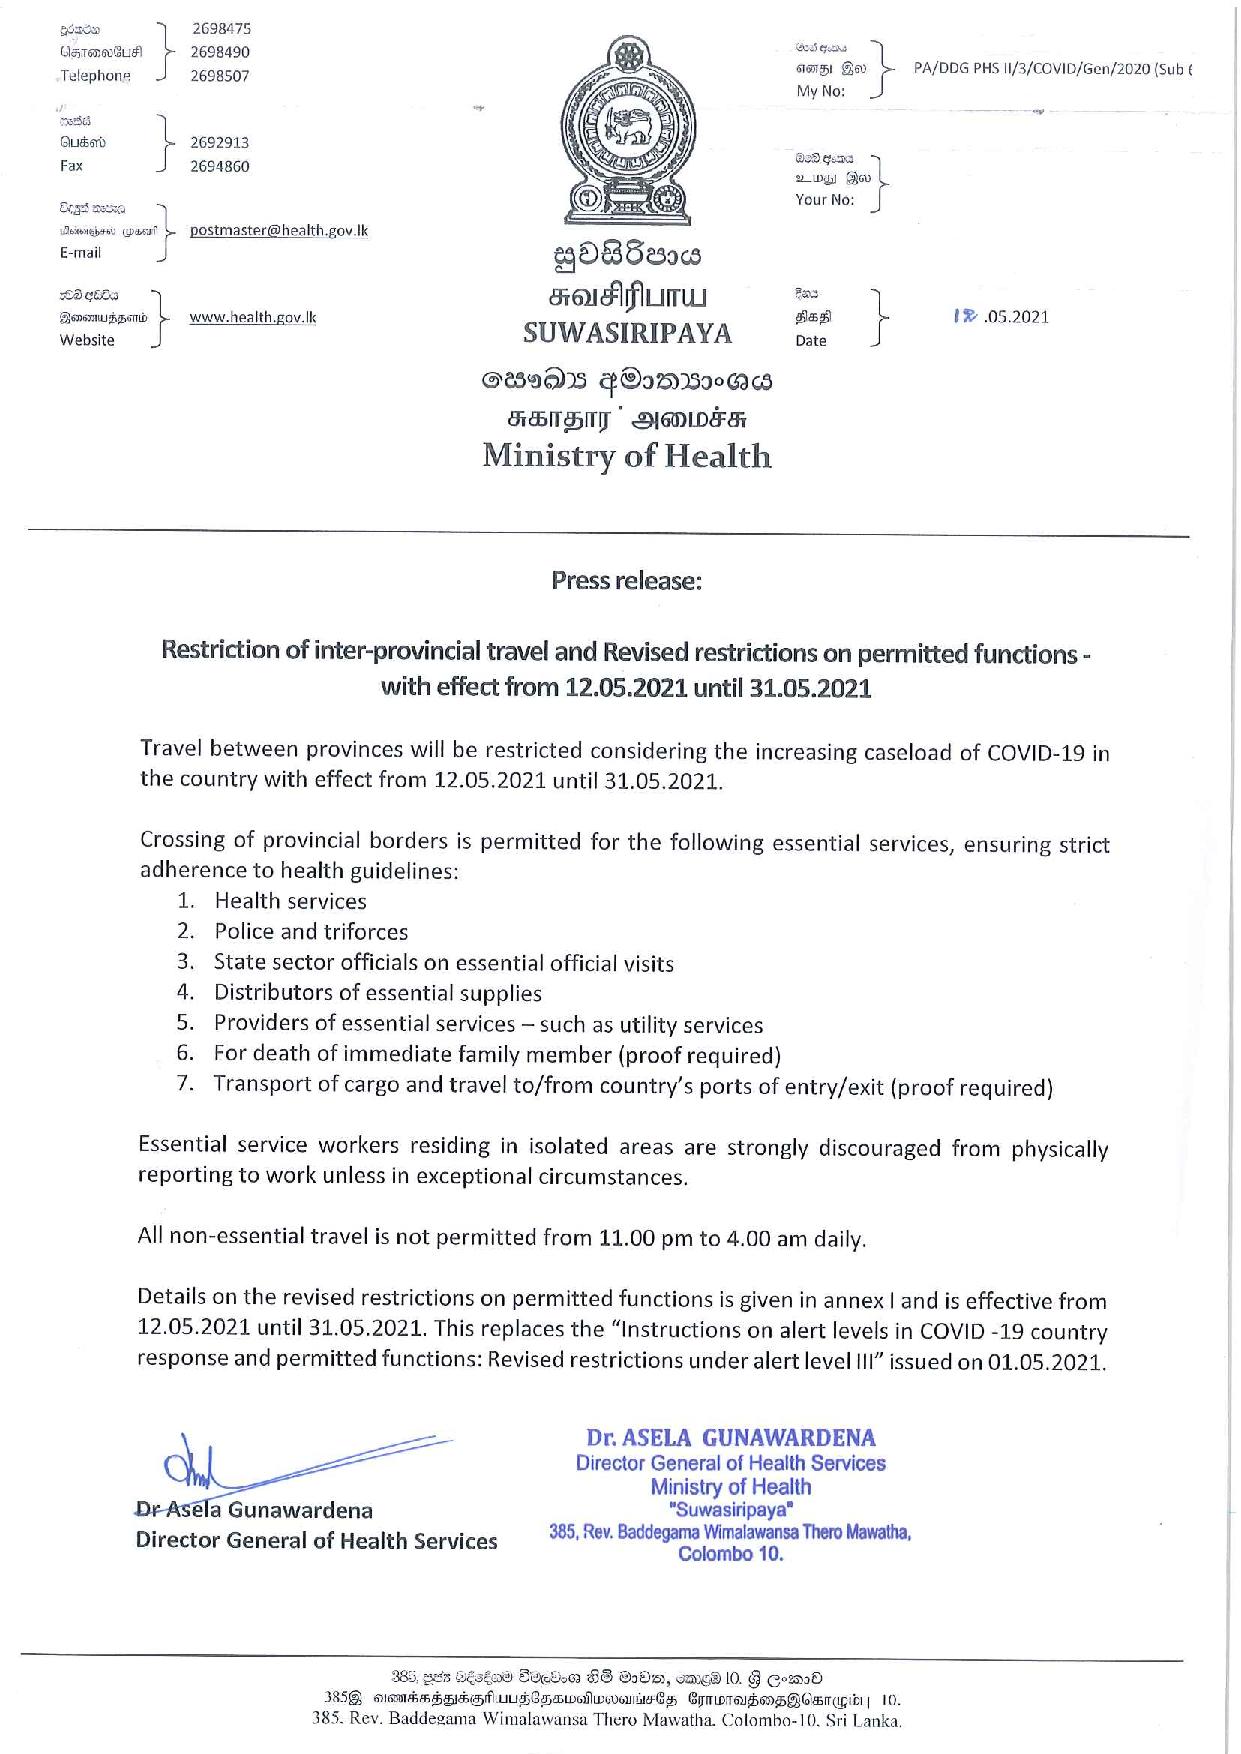 දුරකථන
தொலைபேசி
Telephone
2698475
2698490
2698507
මගේ අංකය
எனது இல
My No:
PA/DDG PHS II/3/COVID/Gen/2020 (Sub
ෆැක්ස්
பெக்ஸ்
Fax
2692913
2694860
ඔබේ අංකය
உமது இல
Your No:
විද්‍යුත් තැපෑල
மின்னஞ்சல் முகவரி
E-mail
postmaster@health.gov.lk
වෙබ් අඩවිය
இணையத்தளம்
Website
www.health.gov.lk
දිනය
திகதி
Date
12 .05.2021
සුවසිරිපාය
சுவசிரிபாய
SUWASIRIPAYA
සෞඛ්‍ය අමාත්‍යාංශය
சுகாதார அமைச்சு
Ministry of Health
Press release:
Restriction of inter-provincial travel and Revised restrictions on permitted functions -
with effect from 12.05.2021 until 31.05.2021
Travel between provinces will be restricted considering the increasing caseload of COVID-19 in
the country with effect from 12.05.2021 until 31.05.2021.
Crossing of provincial borders is permitted for the following essential services, ensuring strict
adherence to health guidelines:
1. Health services
2. Police and triforces
3. State sector officials on essential official visits
4. Distributors of essential supplies
5. Providers of essential services – such as utility services
6. For death of immediate family member (proof required)
7. Transport of cargo and travel to/from country's ports of entry/exit (proof required)
Essential service workers residing in isolated areas are strongly discouraged from physically
reporting to work unless in exceptional circumstances.
All non-essential travel is not permitted from 11.00 pm to 4.00 am daily.
Details on the revised restrictions on permitted functions is given in annex I and is effective from
12.05.2021 until 31.05.2021. This replaces the “Instructions on alert levels in COVID -19 country
response and permitted functions: Revised restrictions under alert level III” issued on 01.05.2021.
Dr Asela Gunawardena
Director General of Health Services
Dr. ASELA GUNAWARDENA
Director General of Health Services
Ministry of Health
"Suwasiripaya"
385, Rev. Baddegama Wimalawansa Thero Mawatha,
Colombo 10.
385, පූජ්‍ය බද්දේගම විමලවංශ හිමි මාවත, කොළඹ 10. ශ්‍රී ලංකාව
385இ வணக்கத்துக்குரியபத்தேகமவிமலவங்சதே ரோமாவத்தைஇகொழும்பு 10.
385. Rev. Baddegama Wimalawansa Thero Mawatha. Colombo-10. Sri Lanka.